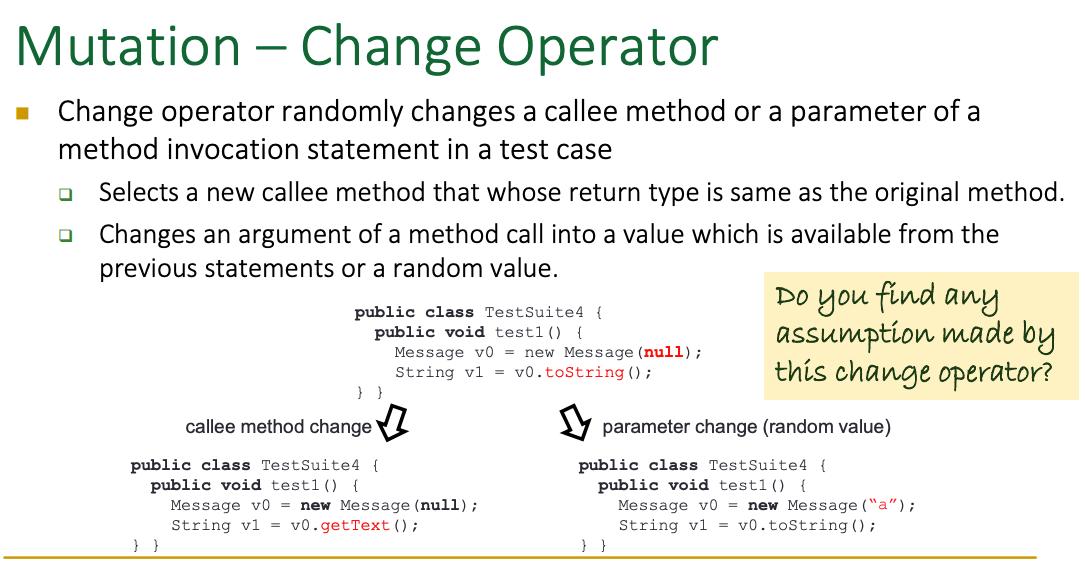 Mutation – Change Operator
Change operator randomly changes a callee method or a parameter of a
method invocation statement in a test case
Selects a new callee method that whose return type is same as the original method.
Changes an argument of a method call into a value which is available from the
previous statements or a random value.
Do you find any
assumption made by
this change operator?
public class TestSuite4 {
public void test1() {
Message v0 = new Message(null);
String v1 = v0.toString();
} }
callee method change
parameter change (random value)
public class TestSuite4 {
public void test1() {
Message v0 = new Message(null);
String v1 = v0.getText();
} }
public class TestSuite4 {
public void test1() {
Message v0 = new Message(“a”);
String v1 = v0.toString();
} }